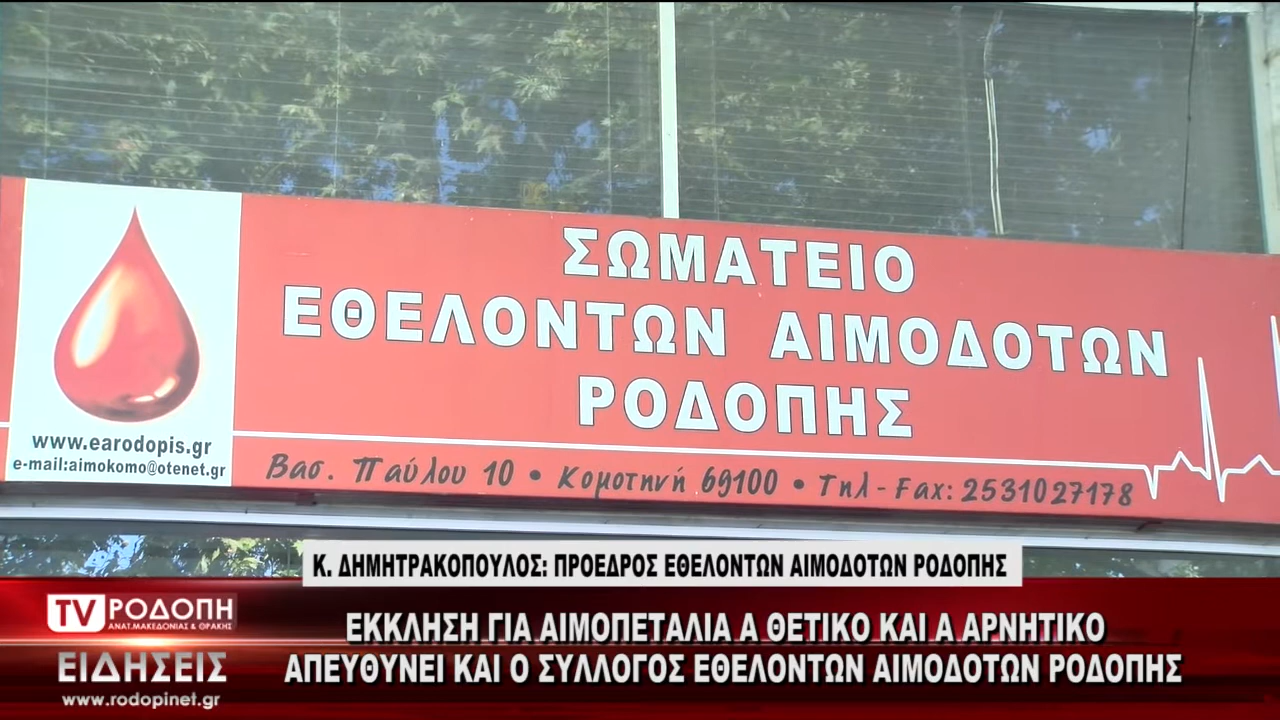 ΣΩΜΑΤΕΙΟ
ΕΘΕΛΟΝΤΩΝ ΑΙΜΟΔΟΤΩΝ
ΡΟΔΟΠΗΣ
www.earodopis.gr
e-mail:aimokomo@otenet.gr
Βασ. Παύλου 10 • Κομοτηνή 69100 • Τηλ - Fax: 2531027178
Κ. ΔΗΜΗΤΡΑΚΟΠΟΥΛΟΣ: ΠΡΟΕΔΡΟΣ ΕΘΕΛΟΝΤΩΝ ΑΙΜΟΔΟΤΩΝ ΡΟΔΟΠΗΣ
TV ΡΟΔΟΠΗ
ΑΝΑΤ.ΜΑΚΕΔΟΝΙΑΣ & ΘΡΑΚΗΣ
ΕΙΔΗΣΕΙΣ
www.rodopinet.gr
ΕΚΚΛΗΣΗ ΓΙΑ ΑΙΜΟΠΕΤΑΛΙΑ Α ΘΕΤΙΚΟ ΚΑΙ Α ΑΡΝΗΤΙΚΟ
ΑΠΕΥΘΥΝΕΙ ΚΑΙ Ο ΣΥΛΛΟΓΟΣ ΕΘΕΛΟΝΤΩΝ ΑΙΜΟΔΟΤΩΝ ΡΟΔΟΠΗΣ